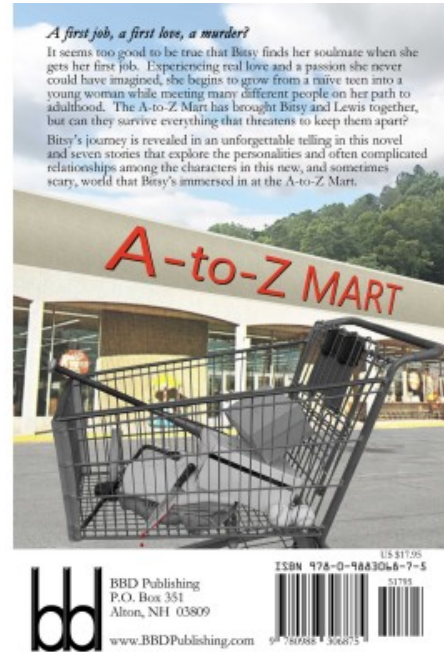 A first job, a first love, a murder?
It seems too good to be true that Bitsy finds her soulmate when she
gets her first job.  Experiencing real love and a passion she never
could have imagined, she begins to grow from a naïve teen into a
young woman while meeting many different people on her path to
adulthood.  The A-to-Z Mart has brought Bitsy and Lewis together,
but can they survive everything that threatens to keep them apart?
Bitsy's journey is revealed in an unforgettable telling in this novel
and seven stories that explore the personalities and often complicated
relationships among the characters in this new, and sometimes
scary, world that Bitsy's immersed in at the A-to-Z Mart.
A-to-Z MART
US $17.95
ISBN 978-0-9883068-7-5
51795
bbd
BBD Publishing
P.O. Box 351
Alton, NH  03809
www.BBDPublishing.com
9 780988 306875